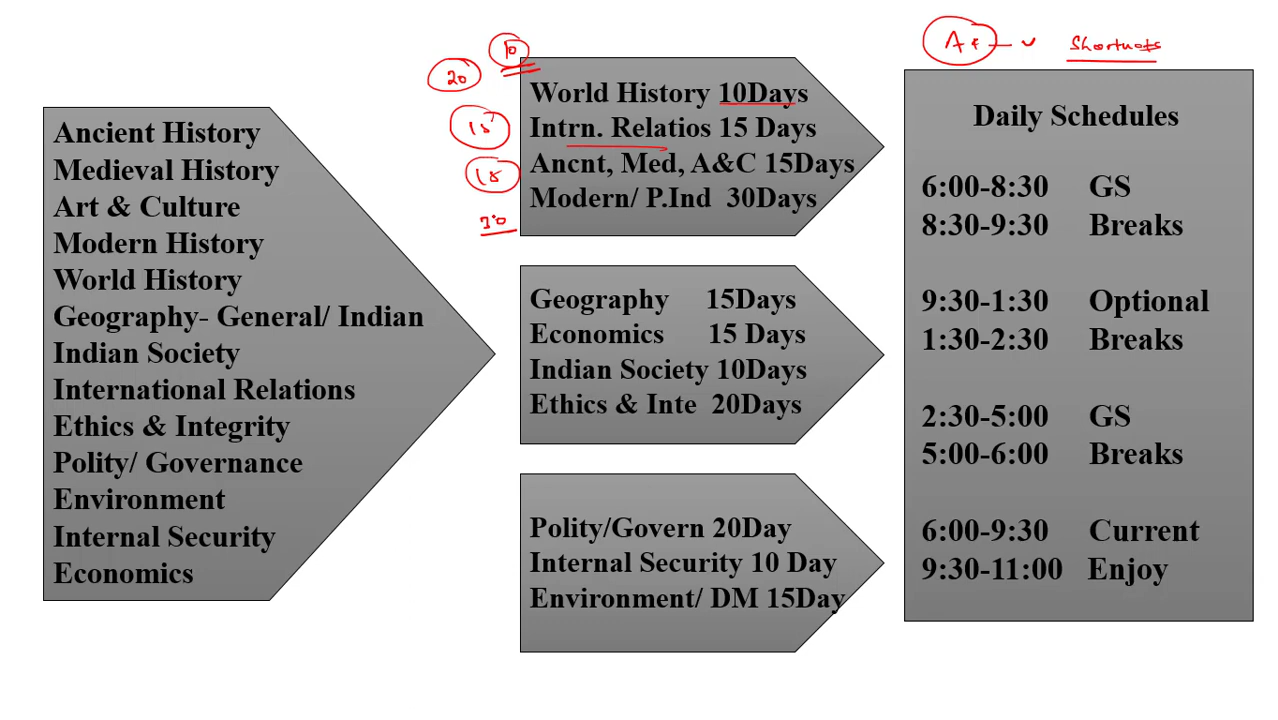 Ancient History
Medieval History
Art & Culture
Modern History
World History
Geography- General/ Indian
Indian Society
International Relations
Ethics & Integrity
Polity/ Governance
Environment
Internal Security
Economics
10
20
15
15
30
World History 10Days
Intrn. Relatios 15 Days
Ancnt, Med, A&C 15Days
Modern/ P.Ind 30Days
Geography 15Days
Economics 15 Days
Indian Society 10Days
Ethics & Inte 20Days
Polity/Govern 20Day
Internal Security 10 Day
Environment/ DM 15Day
Daily Schedules
6:00-8:30 GS
8:30-9:30 Breaks
9:30-1:30 Optional
1:30-2:30 Breaks
2:30-5:00 GS
5:00-6:00 Breaks
6:00-9:30 Current
9:30-11:00 Enjoy